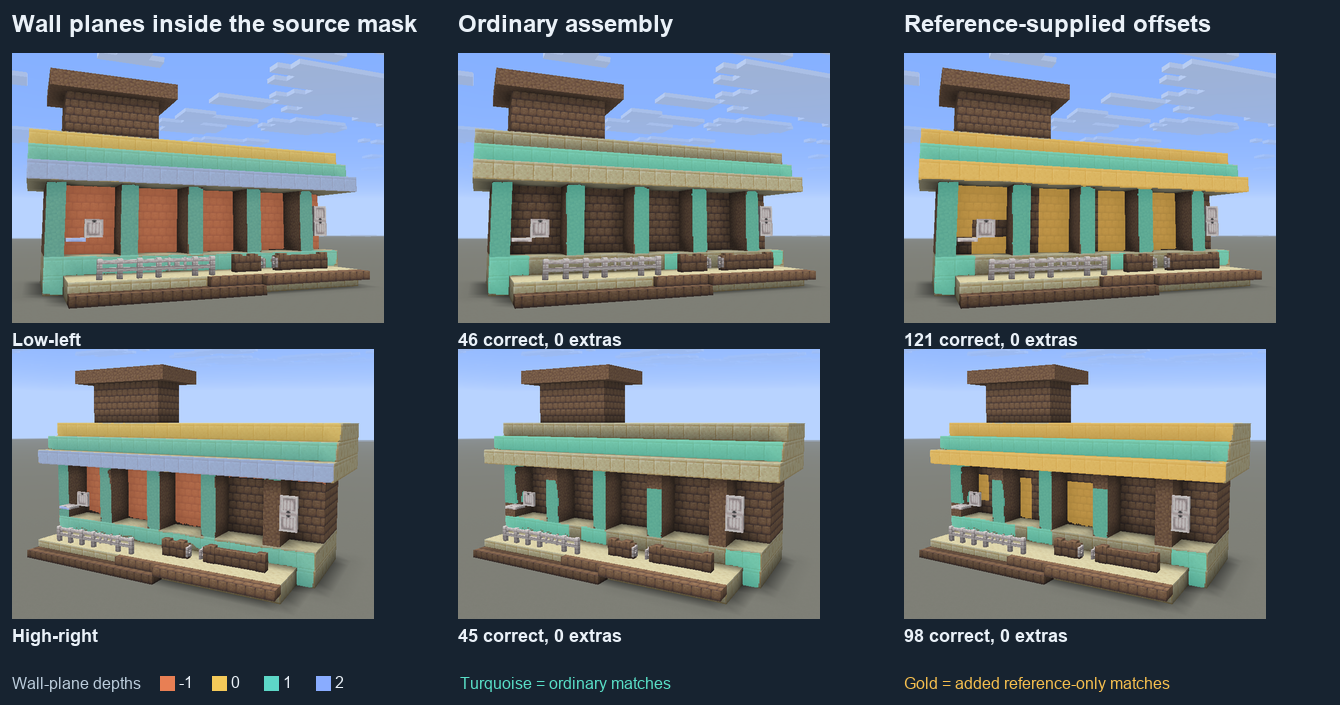 Wall planes inside the source mask
Ordinary assembly
Reference-supplied offsets
Low-left
46 correct, 0 extras
121 correct, 0 extras
High-right
45 correct, 0 extras
98 correct, 0 extras
Wall-plane depths -1 0 1 2
Turquoise = ordinary matches
Gold = added reference-only matches